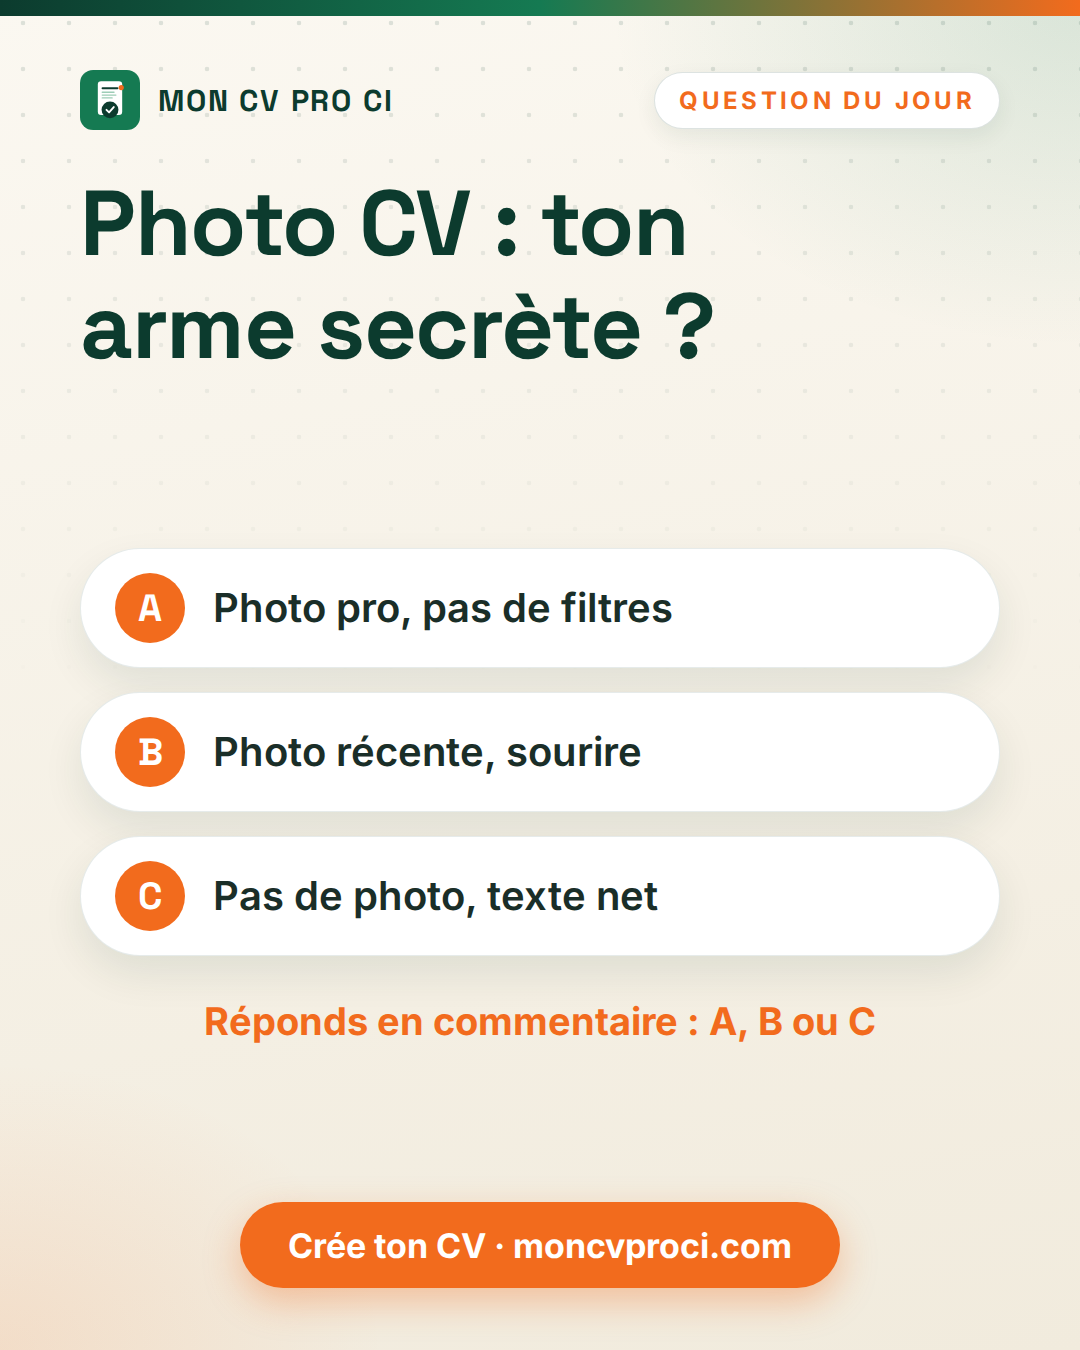 MON CV PRO CI
QUESTION DU JOUR
Photo CV : ton
arme secrète ?
A Photo pro, pas de filtres
B Photo récente, sourire
C Pas de photo, texte net
Réponds en commentaire : A, B ou C
Crée ton CV · moncvproci.com